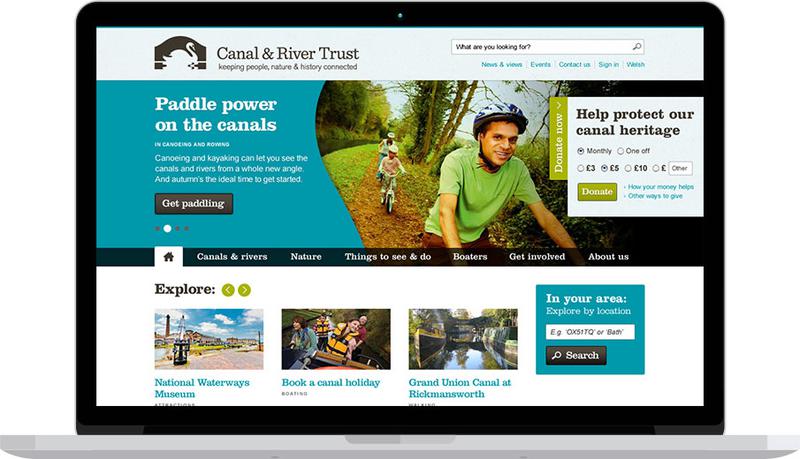 Canal & River Trust
keeping people, nature & history connected
What are you looking for?
News & views
Events
Contact us
Sign in
Welsh
Paddle power
on the canals
IN CANOEING AND ROWING
Canoeing and kayaking can let you see the
canals and rivers from a whole new angle.
And autumn's the ideal time to get started.
Get paddling
Donate now
Help protect our
canal heritage
Monthly
One off
£3
£5
£10
£
Other
Donate
How your money helps
Other ways to give
Canals & rivers
Nature
Things to see & do
Boaters
Get involved
About us
Explore:
National Waterways
Museum
ATTRACTIONS
Book a canal holiday
BOATING
Grand Union Canal at
Rickmansworth
WALKING
In your area:
Explore by location
E.g. 'OX51TQ' or 'Bath'
Search